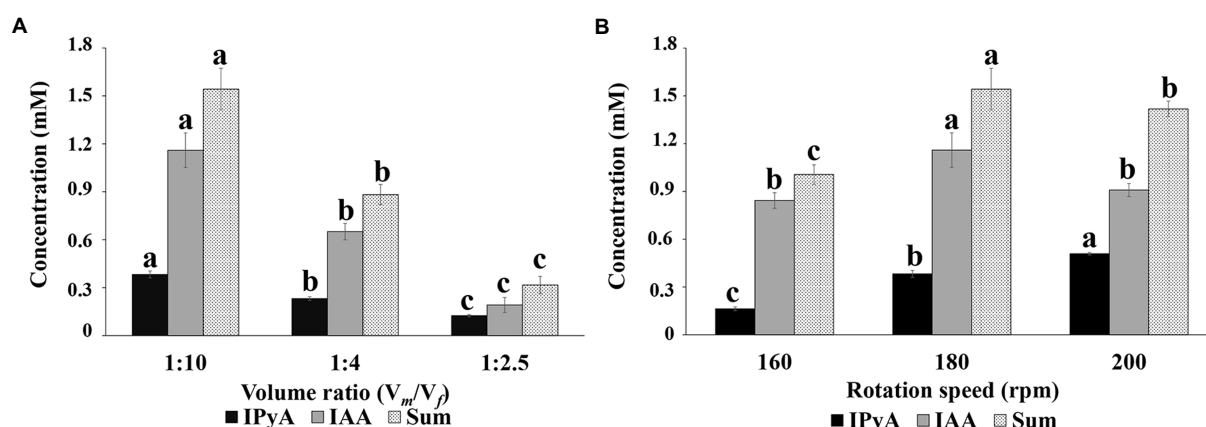 A
Concentration (mM)
1.8
1.5
1.2
0.9
0.6
0.3
0
a
a
a
b
b
b
c
c
c
1:10
1:4
1:2.5
Volume ratio (Vm/Vf)
IPyA
IAA
Sum
B
Concentration (mM)
1.8
1.5
1.2
0.9
0.6
0.3
0
c
b
c
b
a
a
a
b
b
160
180
200
Rotation speed (rpm)
IPyA
IAA
Sum